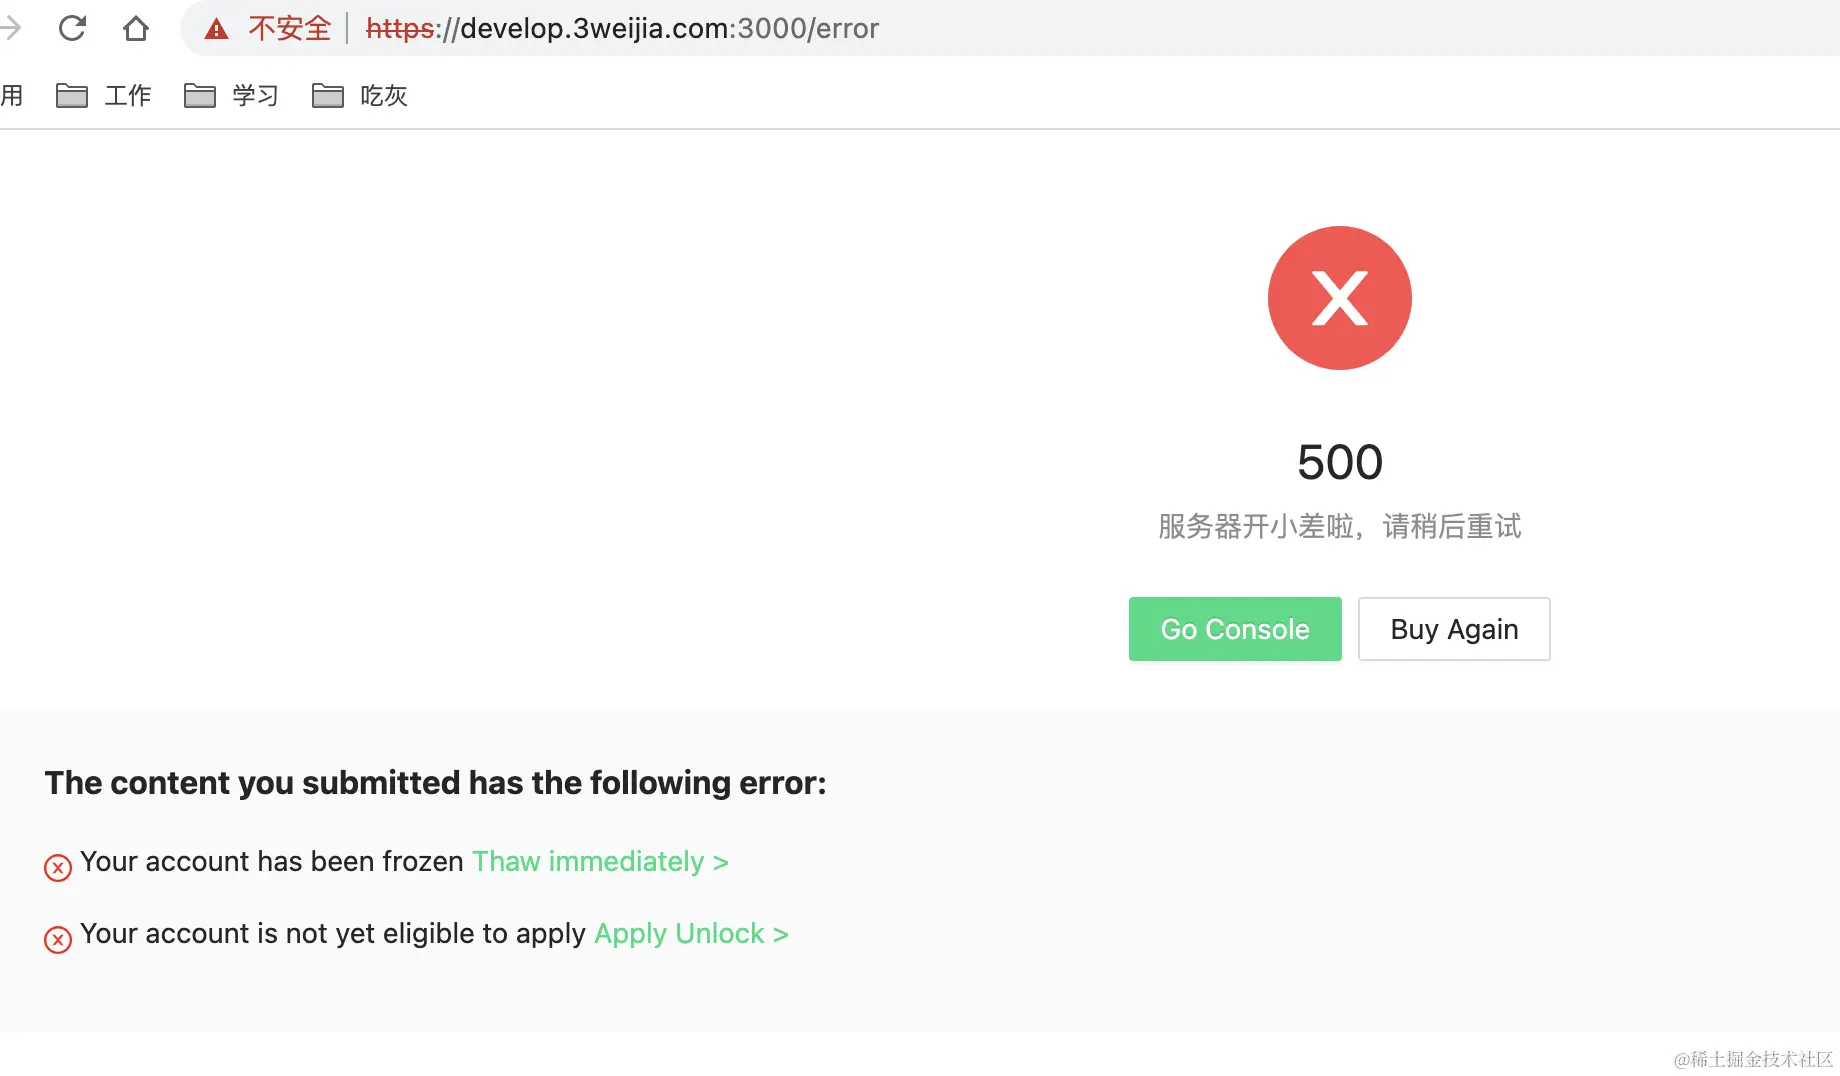 不安全 https://develop.3weijia.com:3000/error
用 工作 学习 吃灰
X
500
服务器开小差啦，请稍后重试
Go Console Buy Again
The content you submitted has the following error:
Your account has been frozen Thaw immediately >
Your account is not yet eligible to apply Apply Unlock >
@稀土掘金技术社区